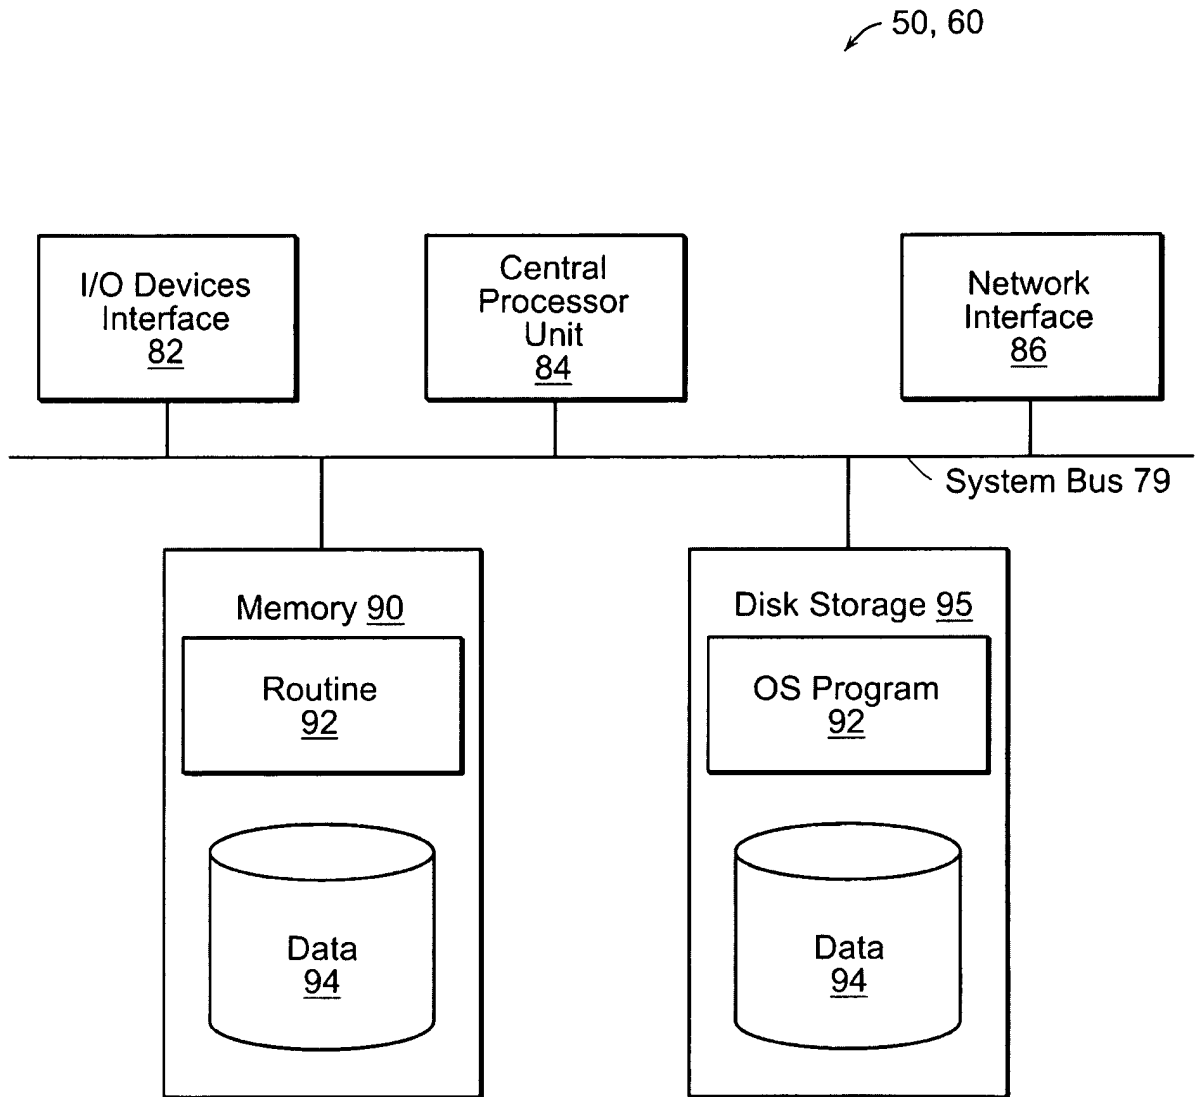 50, 60
I/O Devices
Interface
82
Central
Processor
Unit
84
Network
Interface
86
System Bus 79
Memory 90
Routine
92
Data
94
Disk Storage 95
OS Program
92
Data
94